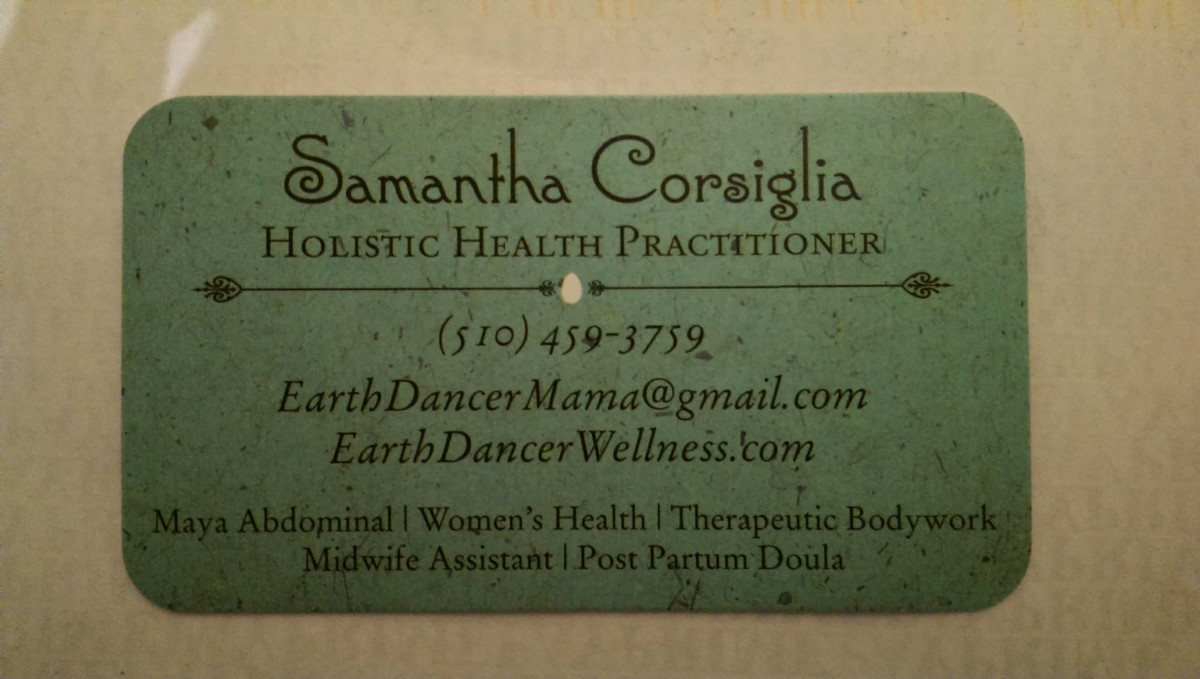 Samantha Corsiglia
Holistic Health Practitioner
(510) 459-3759
EarthDancerMama@gmail.com
EarthDancerWellness.com
Maya Abdominal | Women's Health | Therapeutic Bodywork
Midwife Assistant | Post Partum Doula